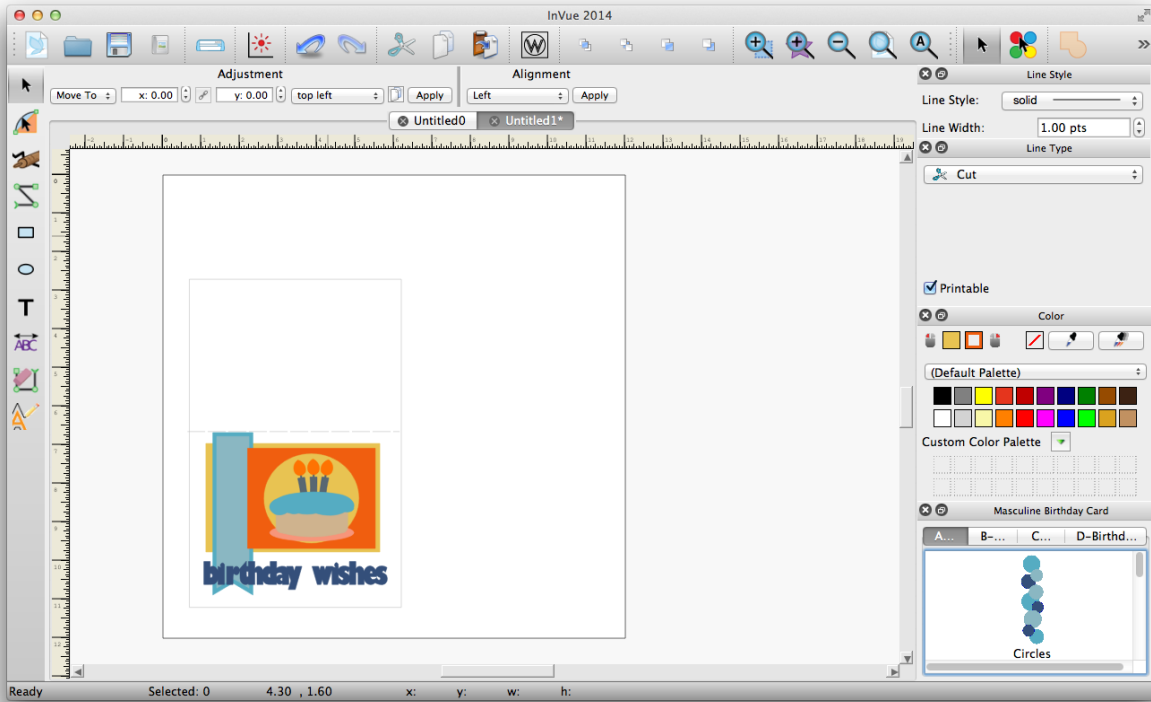 InVue 2014
Adjustment
Alignment
Move To
x: 0.00
y: 0.00
top left
Apply
Left
Apply
Untitled0
Untitled1*
Line Style
Line Style:
solid
Line Width:
1.00 pts
Line Type
Cut
Printable
Color
(Default Palette)
Custom Color Palette
Masculine Birthday Card
A...
B-...
C...
D-Birthd...
Circles
W
A
T
ABC
birthday wishes
Ready
Selected: 0
4.30 , 1.60
x:
y:
w:
h: